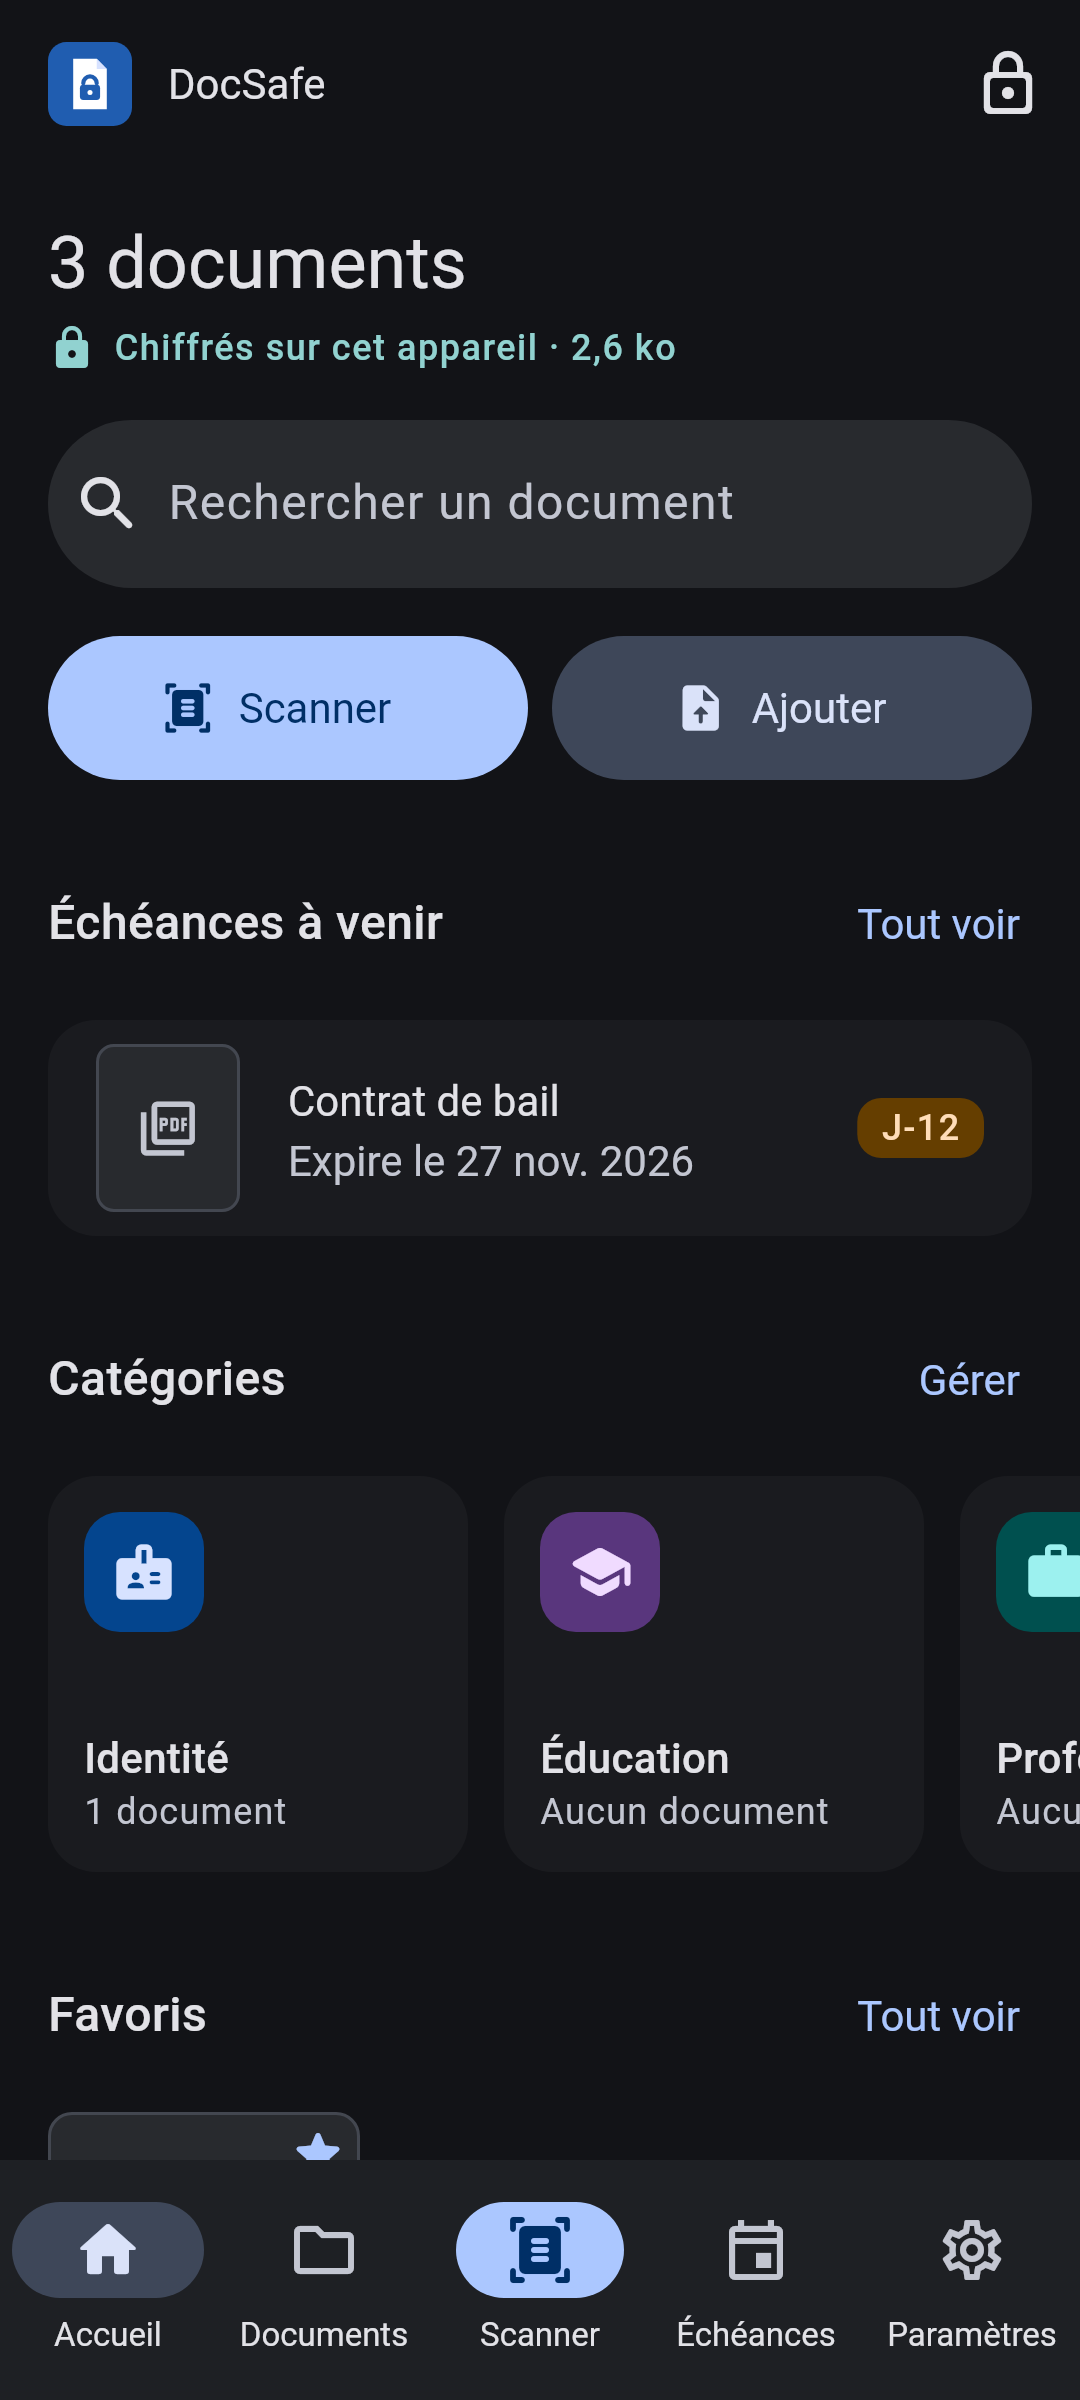 DocSafe
3 documents
Chiffrés sur cet appareil · 2,6 ko
Rechercher un document
Scanner
Ajouter
Échéances à venir
Tout voir
PDF
Contrat de bail
Expire le 27 nov. 2026
J-12
Catégories
Gérer
Identité
1 document
Éducation
Aucun document
Favoris
Tout voir
Accueil
Documents
Scanner
Échéances
Paramètres